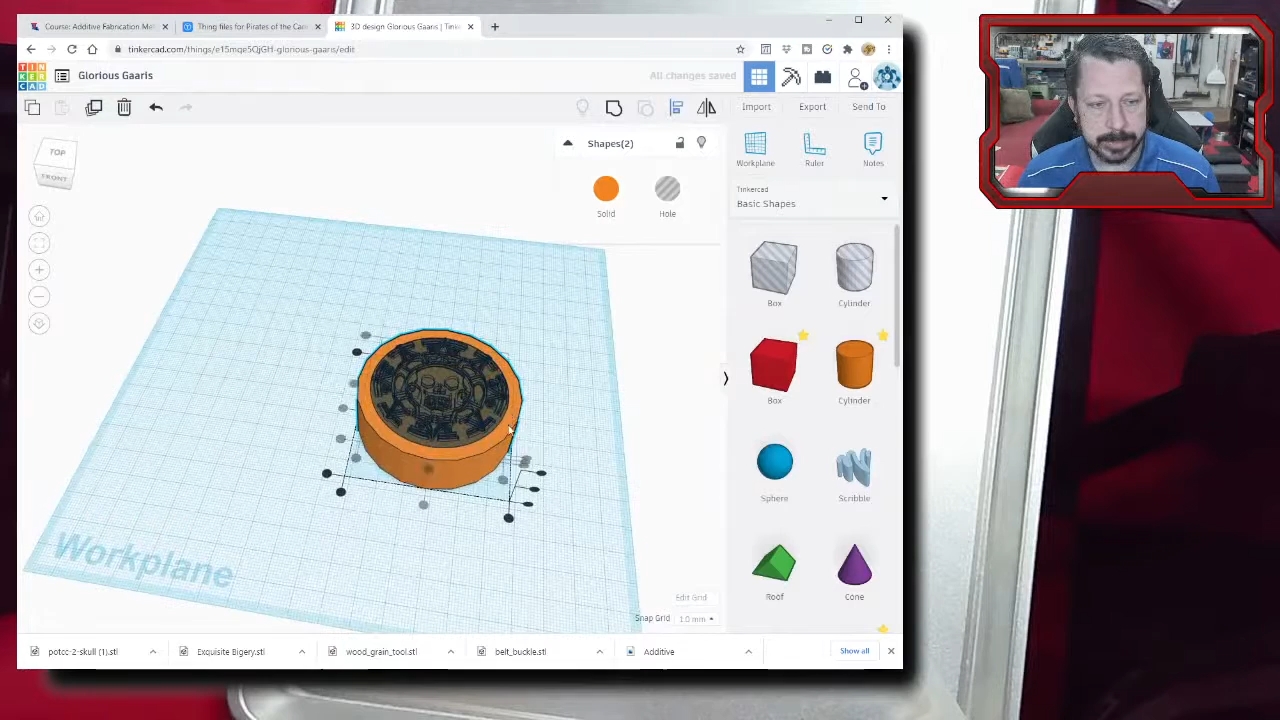 Course: Additive Fabrication Met
Thing files for Pirates of the Care
3D design Glorious Gaaris | Tink
tinkercad.com/things/e15mqe5QjGH-glorious-gaaris/edit
TIN
KER
CAD
Glorious Gaaris
All changes saved
Import
Export
Send To
TOP
FRONT
Shapes(2)
Solid
Hole
Workplane
Ruler
Notes
Tinkercad
Basic Shapes
Box
Cylinder
Box
Cylinder
Sphere
Scribble
Roof
Cone
Workplane
Edit Grid
Snap Grid
1.0 mm
potcc-2-skull (1).stl
Exquisite Bigery.stl
wood_grain_tool.stl
belt_buckle.stl
Additive
Show all